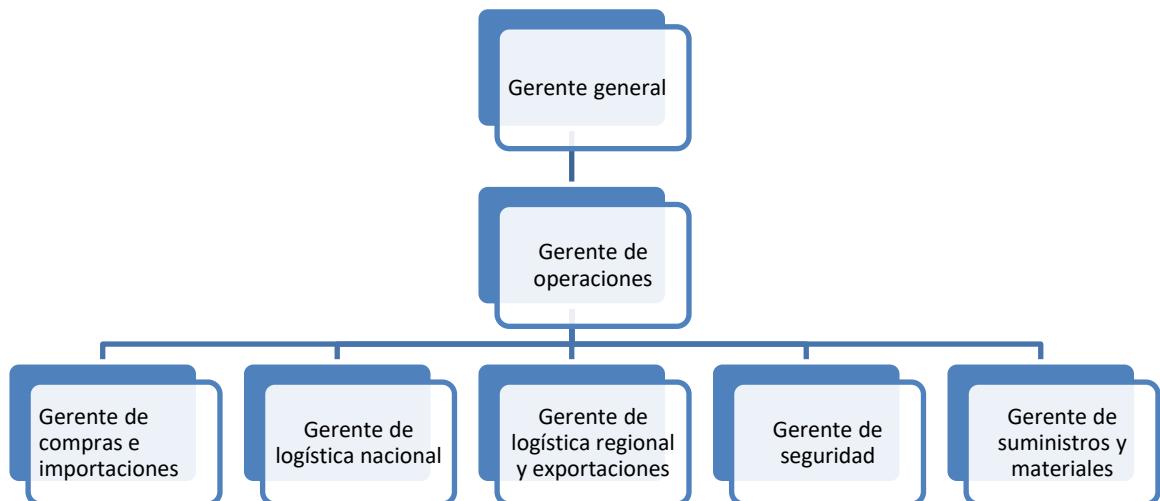 Gerente general
Gerente de
operaciones
Gerente de
compras e
importaciones
Gerente de
logística nacional
Gerente de
logística regional
y exportaciones
Gerente de
seguridad
Gerente de
suministros y
materiales